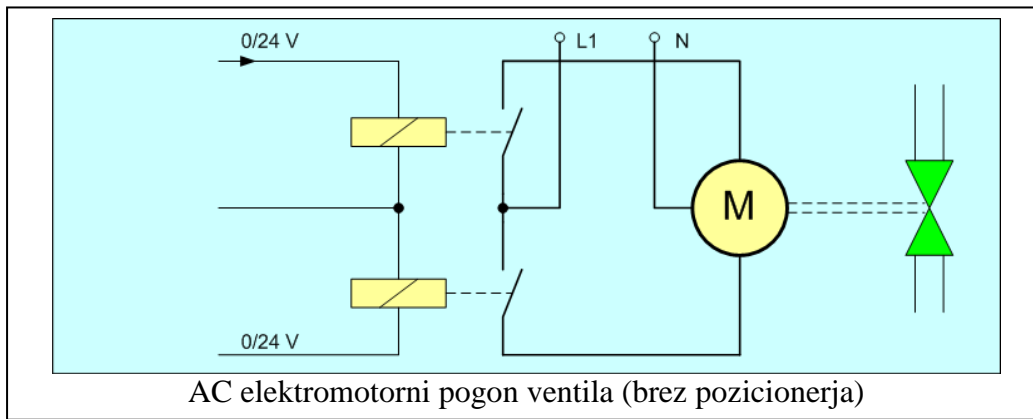 0/24 V
L1
N
M
0/24 V
AC elektromotorni pogon ventila (brez pozicionerja)